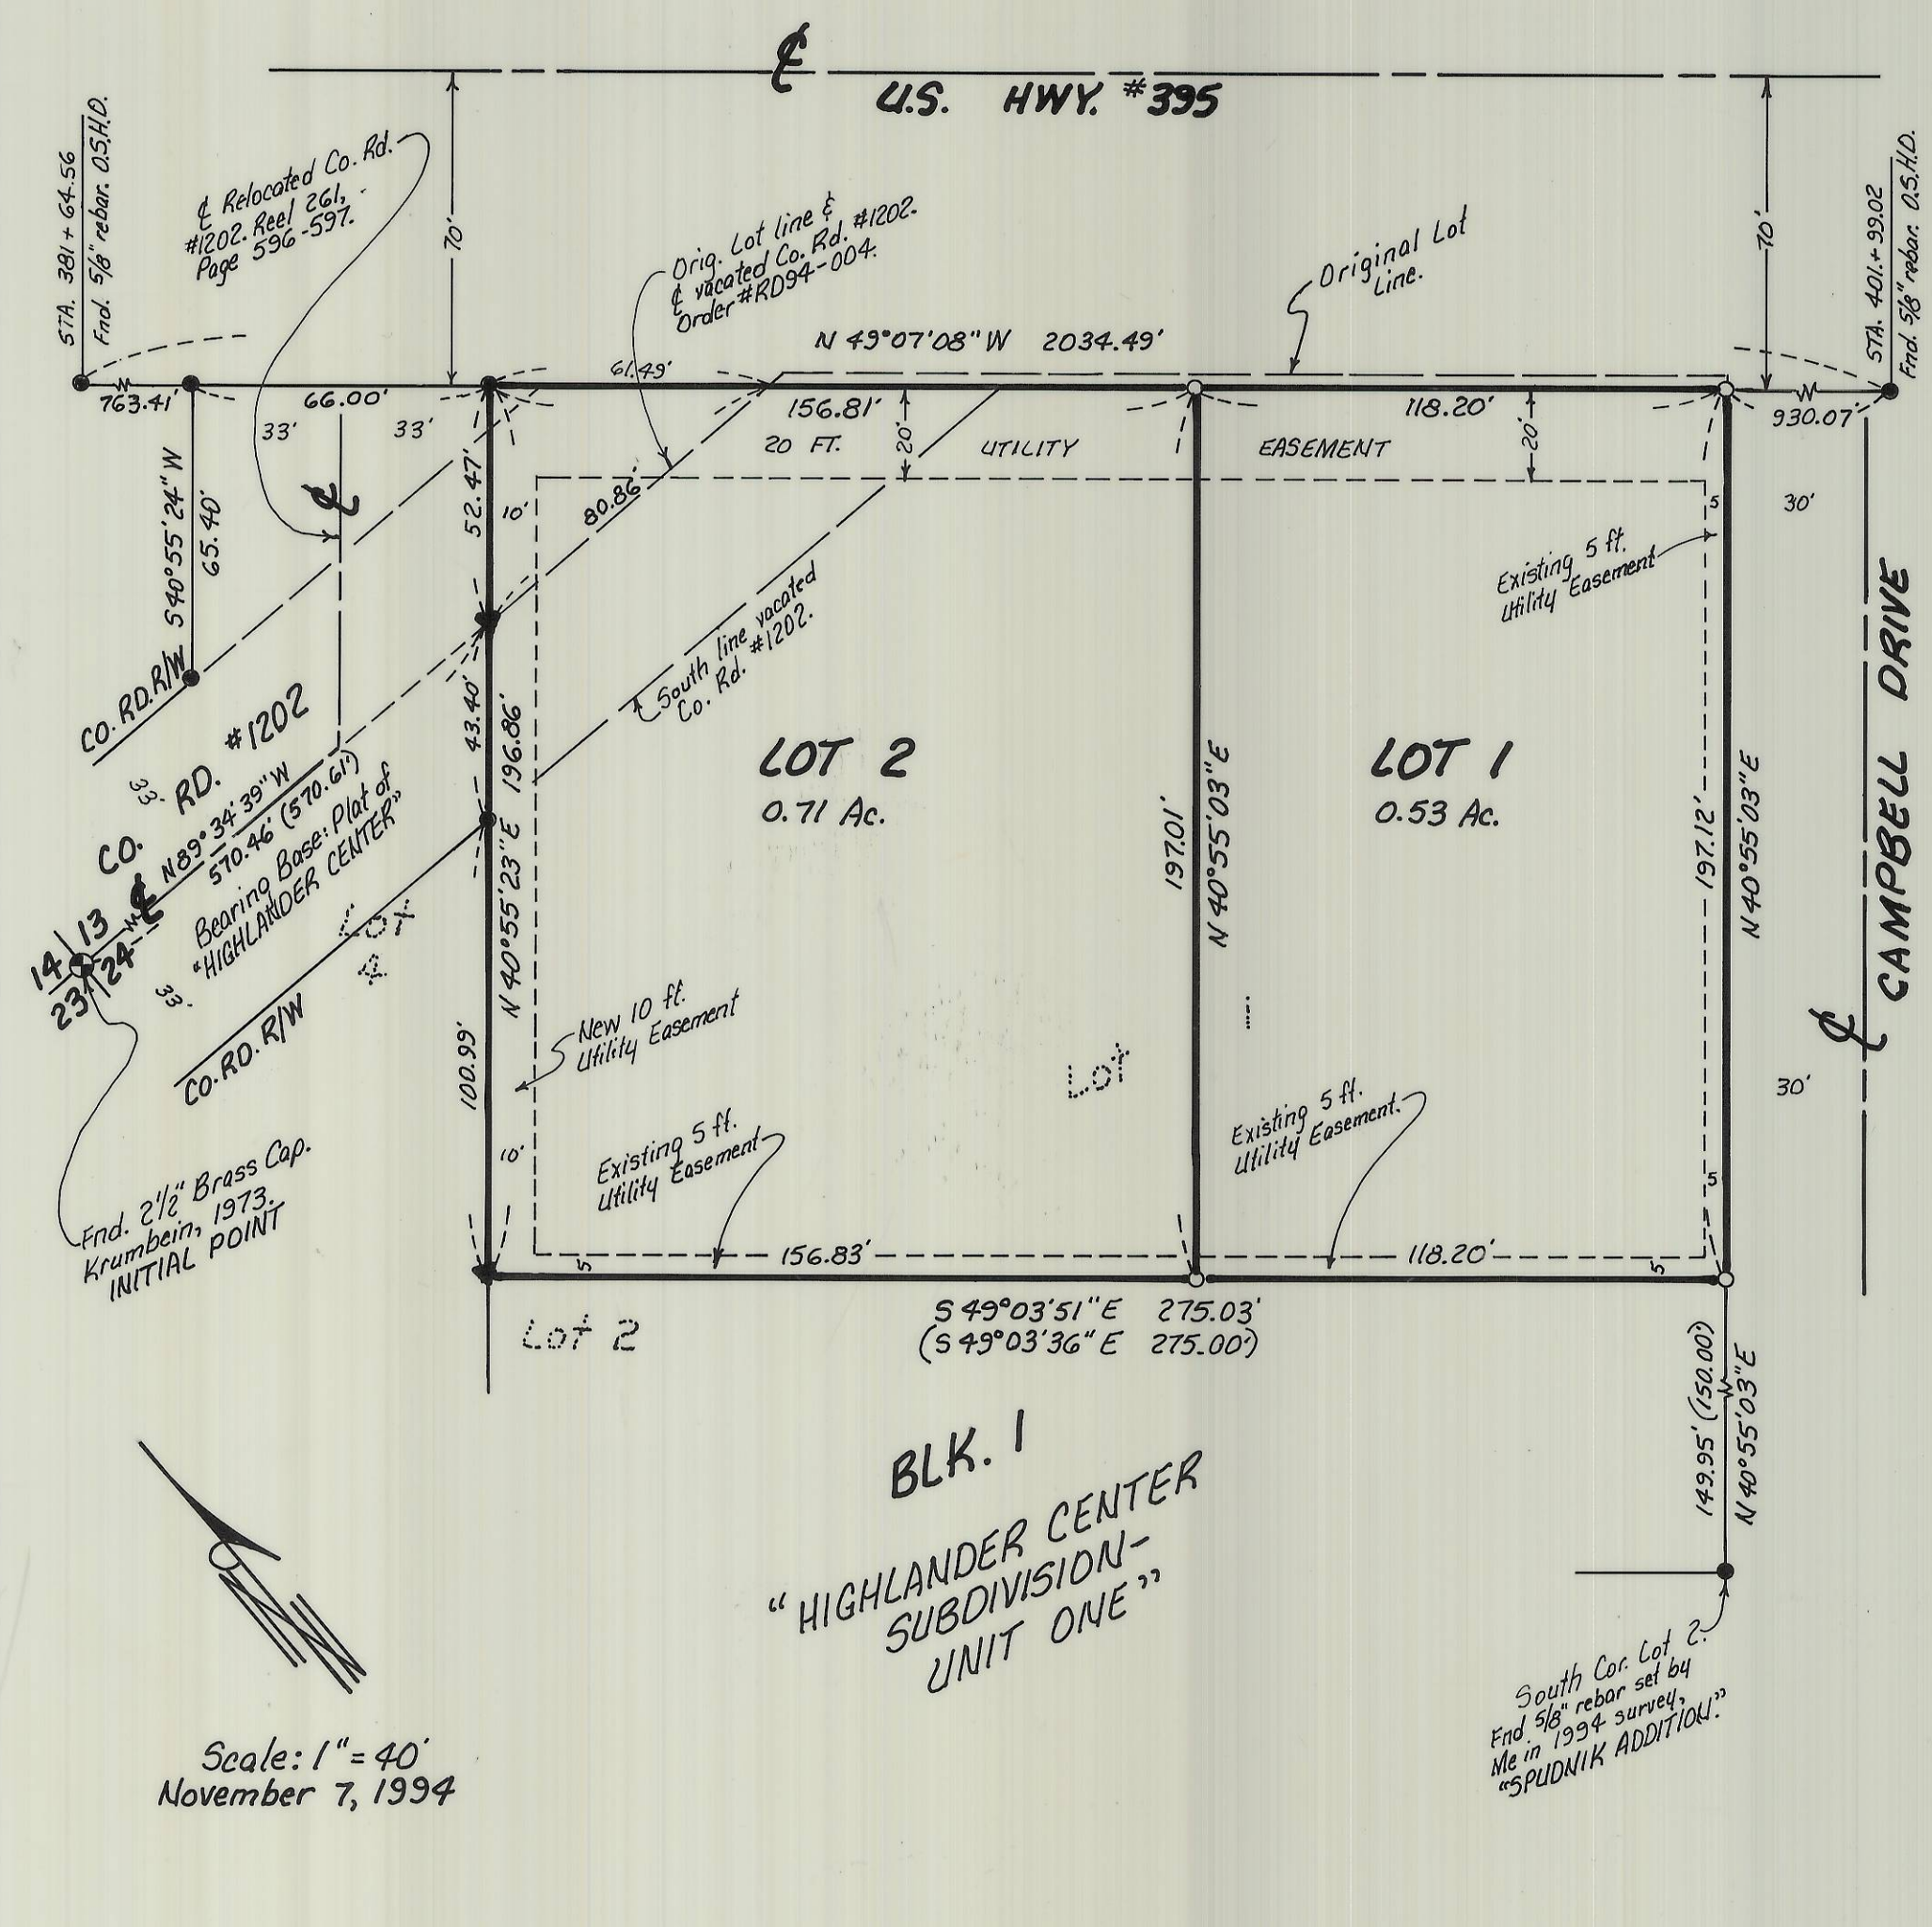 ℄
U.S. HWY. #395
STA. 381 + 64.56
Fnd. 5/8" rebar. O.S.H.D.
℄ Relocated Co. Rd.
#1202. Reel 261,
Page 596-597.
70'
Orig. Lot line &
℄ vacated Co. Rd. #1202.
Order #RD94-004.
Original Lot
Line.
70'
STA. 401.+ 99.02
Fnd. 5/8" rebar. O.S.H.D.
N 49°07'08" W 2034.49'
763.41'
66.00'
61.49'
156.81'
118.20'
930.07'
33'
33'
20 FT. UTILITY EASEMENT
20'
20'
S 40°55'24" W
65.40'
℄
52.47'
10'
80.86'
5
30'
Existing 5 ft.
Utility Easement
South line vacated
Co. Rd. #1202.
CO. RD. R/W
33'
CO. RD. #1202
N 89°34'39" W
570.46' (570.61')
Bearing Base: Plat of
"HIGHLANDER CENTER"
℄
14
13
23
24
33'
CO. RD. R/W
Lot
4
43.40'
N 40°55'23" E 196.86'
100.99'
LOT 2
0.71 Ac.
197.01'
N 40°55'03" E
LOT 1
0.53 Ac.
197.12'
N 40°55'03" E
CAMPBELL DRIVE
℄
30'
New 10 ft.
Utility Easement
Lot
Existing 5 ft.
Utility Easement
Existing 5 ft.
Utility Easement.
10'
5
5
156.83'
118.20'
5
Fnd. 2 1/2" Brass Cap.
Krumbein, 1973.
INITIAL POINT
Lot 2
S 49°03'51" E 275.03'
(S 49°03'36" E 275.00')
149.95' (150.00')
N 40°55'03" E
BLK. 1
"HIGHLANDER CENTER
SUBDIVISION-
UNIT ONE"
N
South Cor. Lot 2.
Fnd. 5/8" rebar set by
Me in 1994 survey,
"SPUDNIK ADDITION."
Scale: 1" = 40'
November 7, 1994